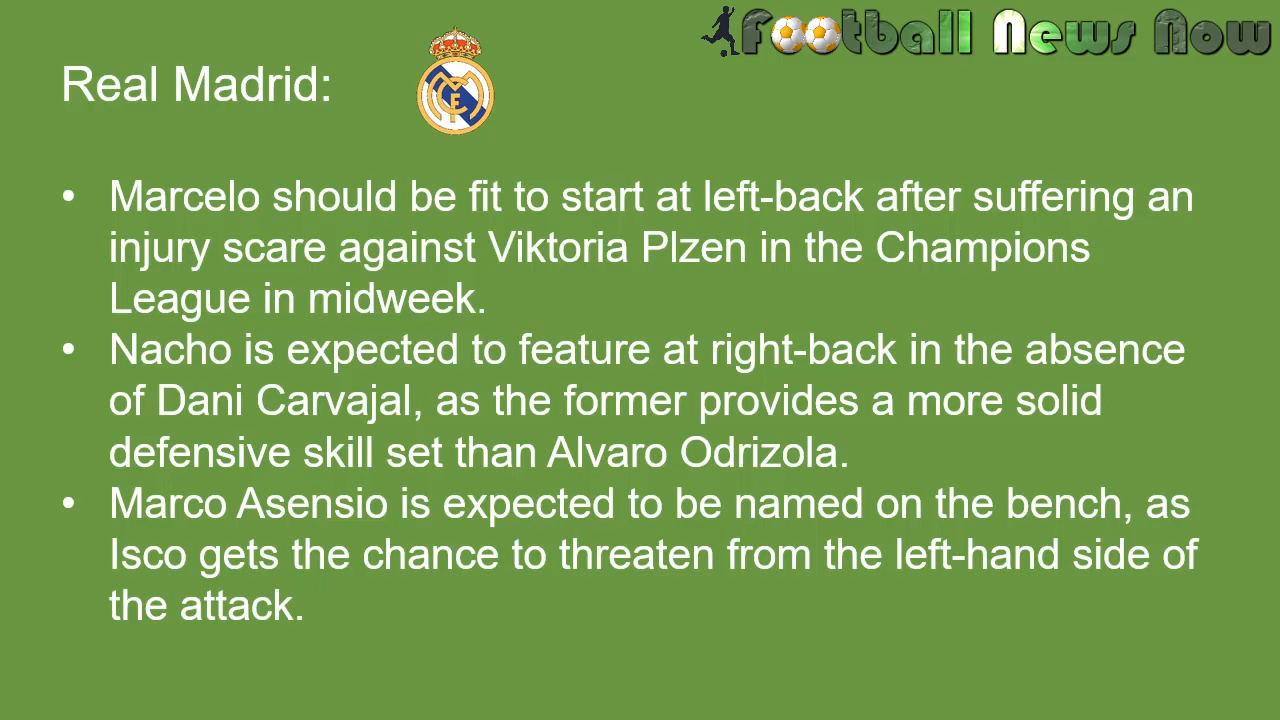 Football News Now
Real Madrid:
• Marcelo should be fit to start at left-back after suffering an
injury scare against Viktoria Plzen in the Champions
League in midweek.
• Nacho is expected to feature at right-back in the absence
of Dani Carvajal, as the former provides a more solid
defensive skill set than Alvaro Odrizola.
• Marco Asensio is expected to be named on the bench, as
Isco gets the chance to threaten from the left-hand side of
the attack.